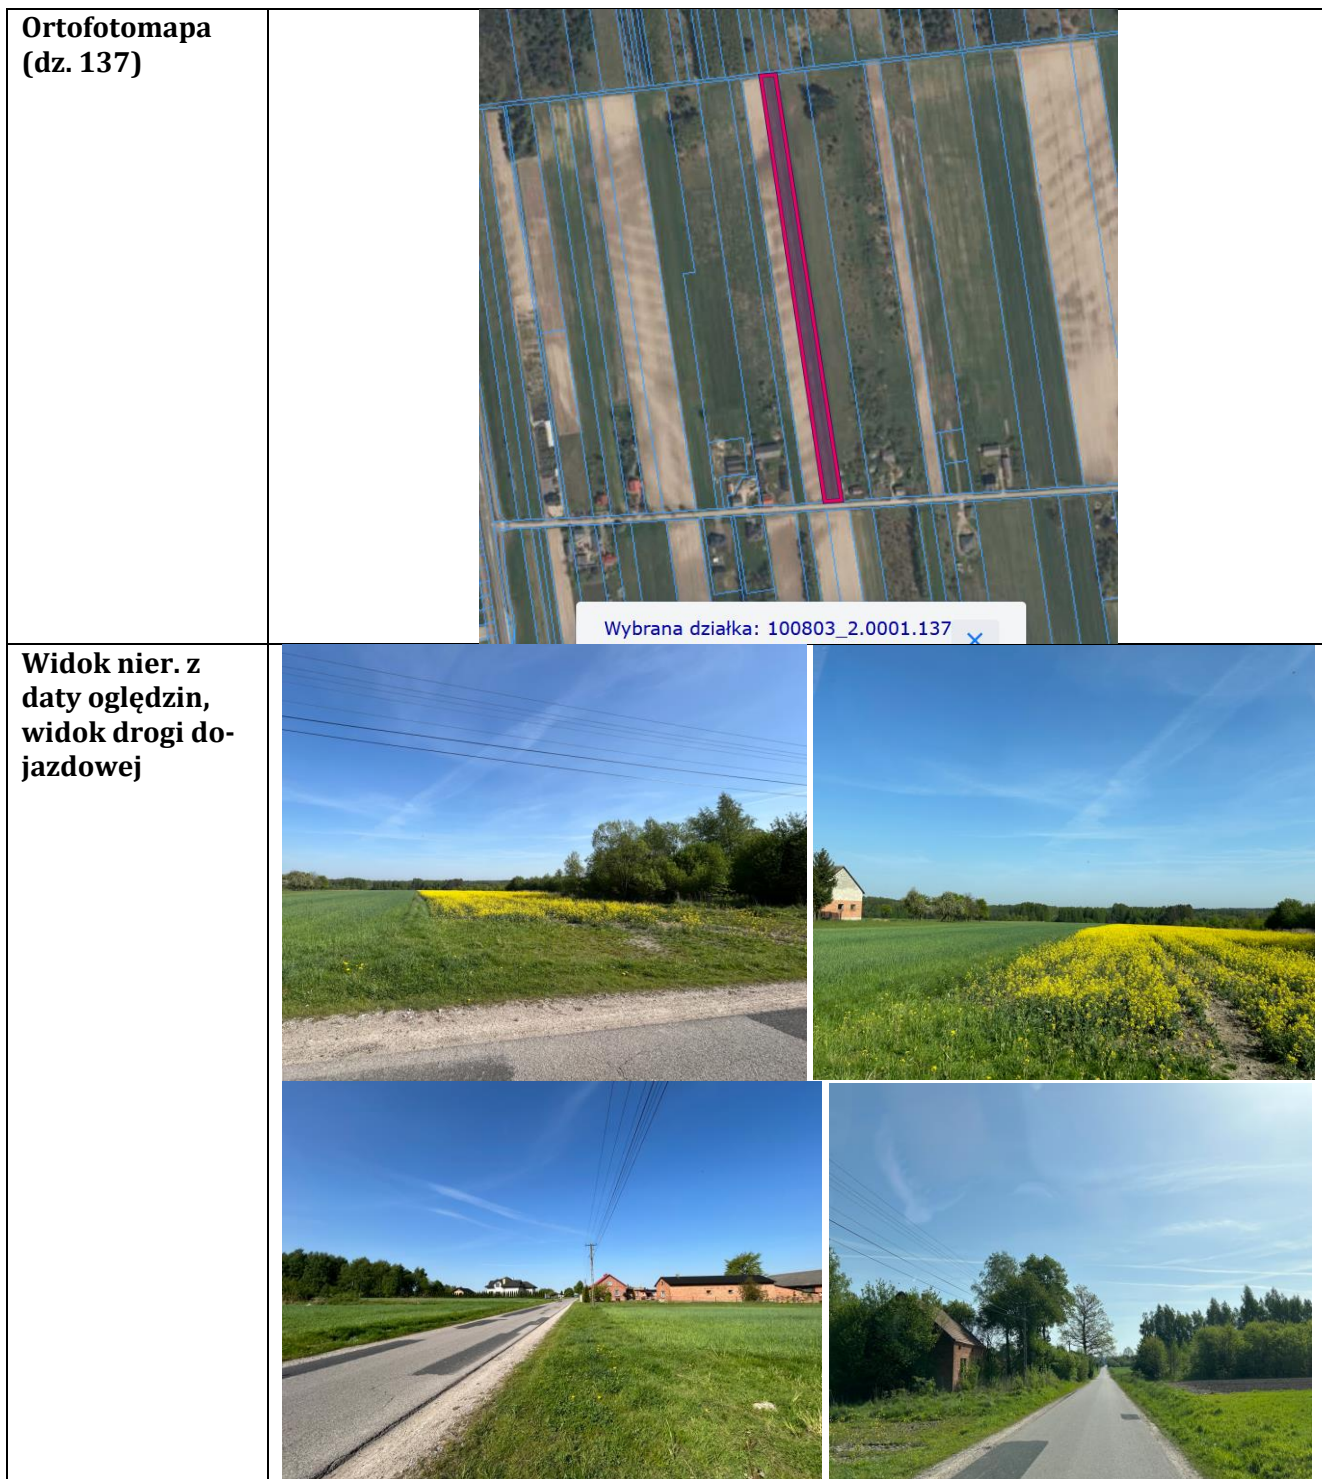 Ortofotomapa
(dz. 137)
Wybrana działka: 100803_2.0001.137
Widok nier. z
daty oględzin,
widok drogi do-
jazdowej